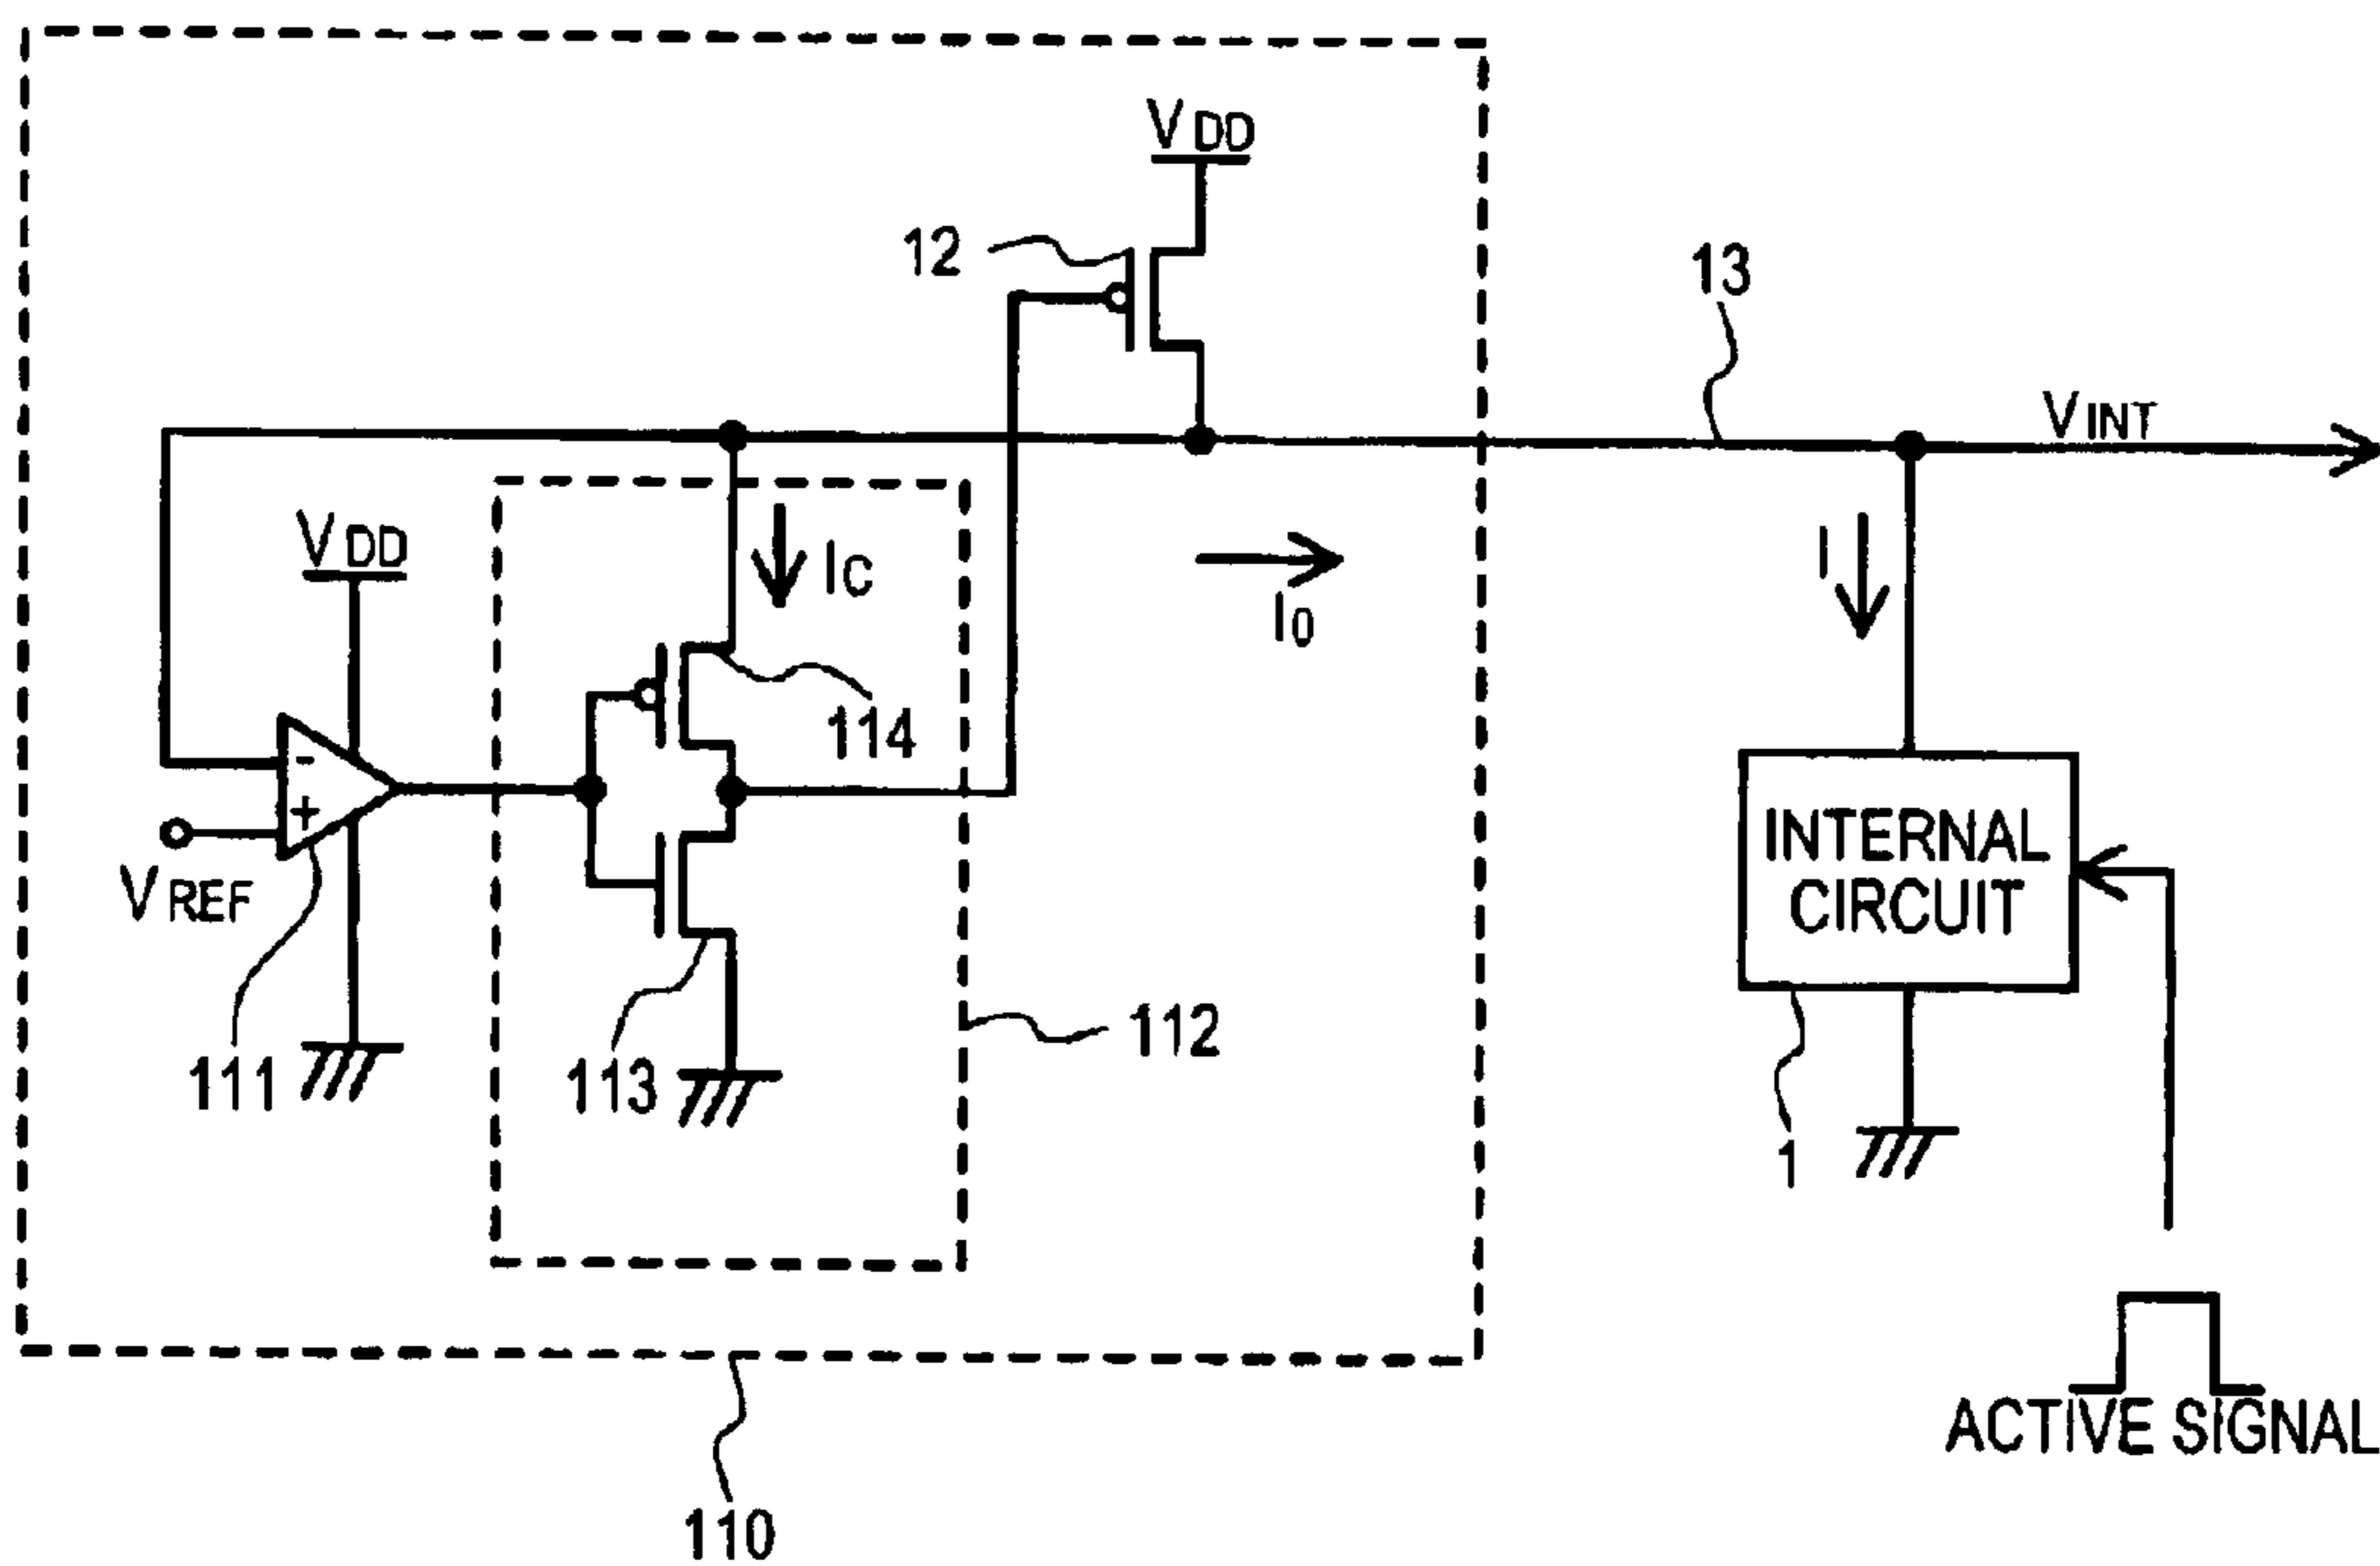 VDD
12
13
VINT
VDD
IC
I
I0
114
-
+
VREF
INTERNAL
CIRCUIT
111
113
112
1
ACTIVE SIGNAL
110